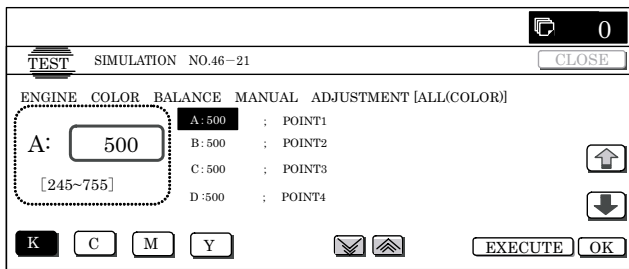 0
TEST SIMULATION NO.46-21 CLOSE
ENGINE COLOR BALANCE MANUAL ADJUSTMENT [ALL(COLOR)]
A: 500 [245~755]
A:500 ; POINT1
B:500 ; POINT2
C:500 ; POINT3
D :500 ; POINT4
K C M Y EXECUTE OK